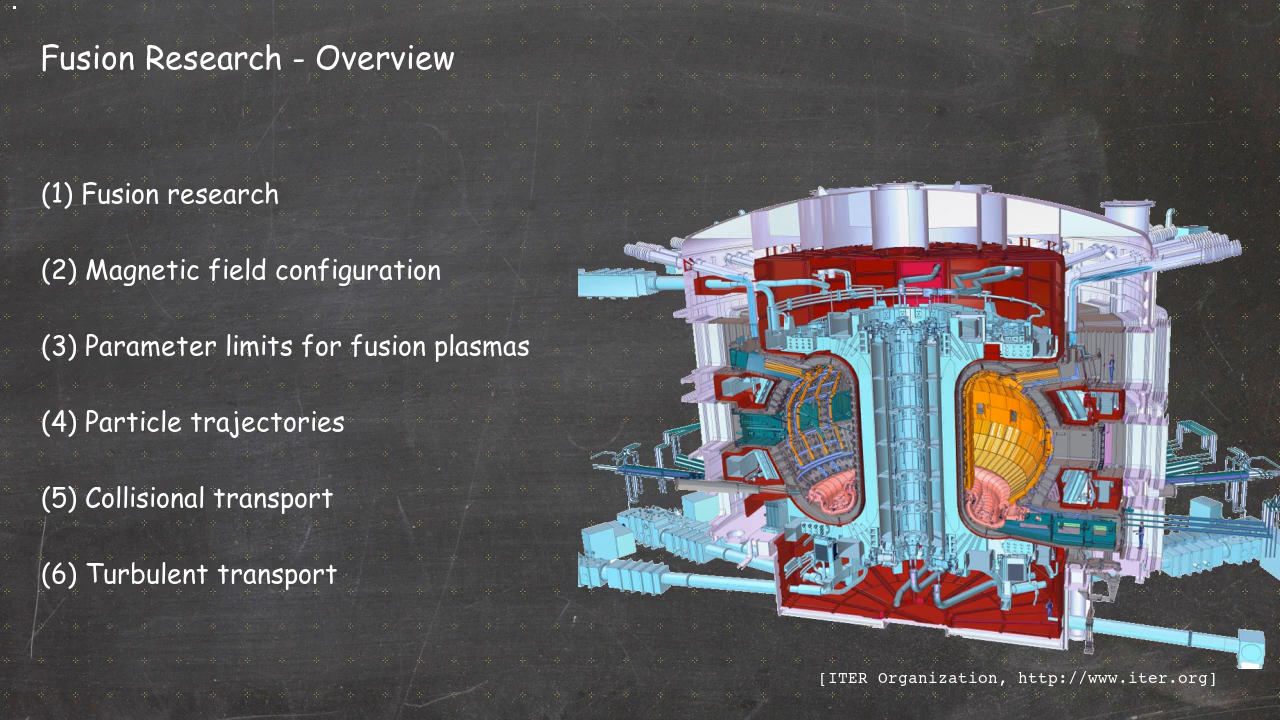 Fusion Research - Overview
(1) Fusion research
(2) Magnetic field configuration
(3) Parameter limits for fusion plasmas
(4) Particle trajectories
(5) Collisional transport
(6) Turbulent transport
[ITER Organization, http://www.iter.org]